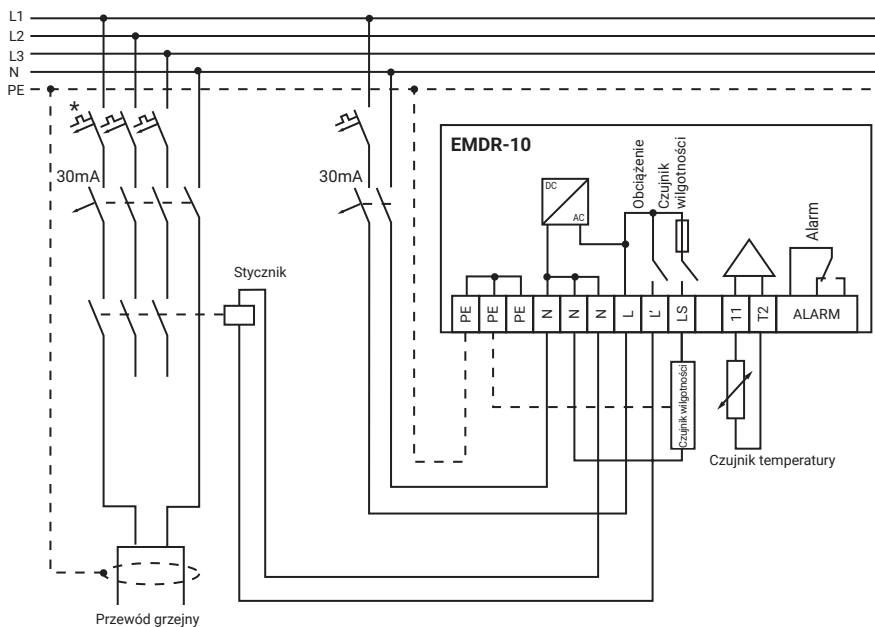 L1
L2
L3
N
PE
*
30mA
30mA
EMDR-10
DC
AC
Obciążenie
Czujnik
wilgotności
Alarm
Stycznik
PE
PE
PE
N
N
N
L
L'
LS
11
T2
ALARM
Czujnik wilgotności
Czujnik temperatury
Przewód grzejny